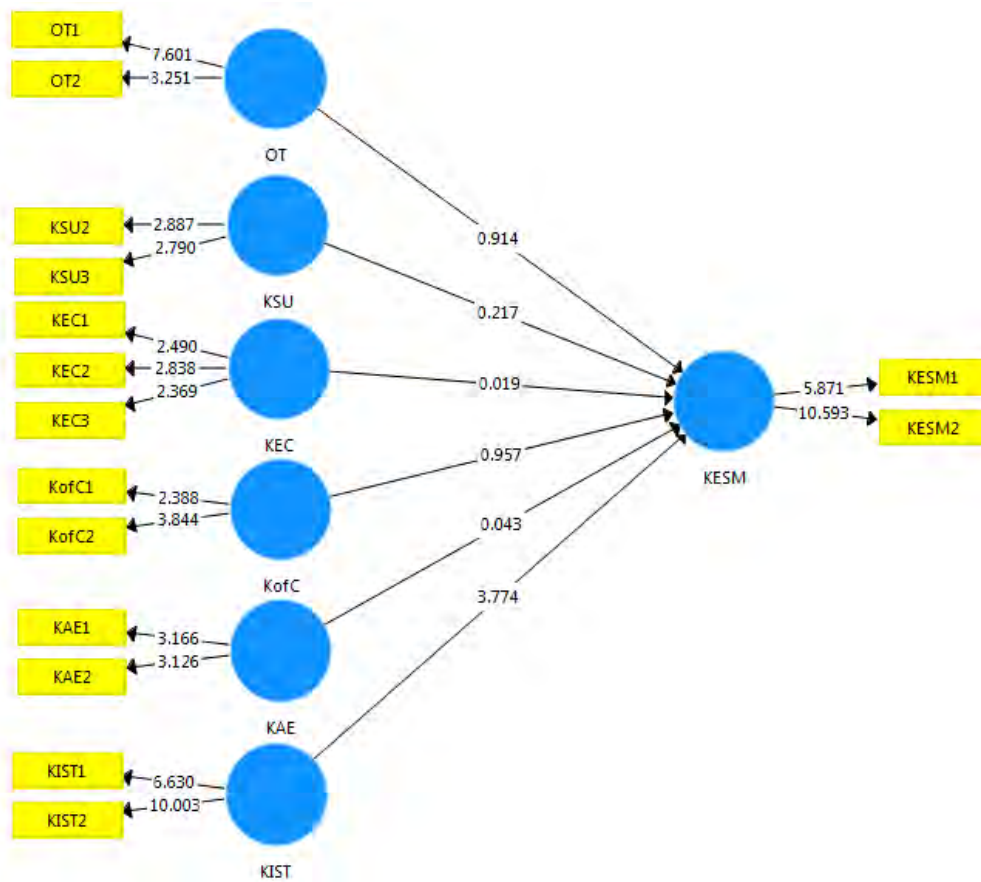 OT1
7.601
OT2
3.251
OT
0.914
KSU2
2.887
KSU3
2.790
KSU
0.217
KEC1
2.490
KEC2
2.838
KEC3
2.369
KEC
0.019
KofC1
2.388
KofC2
3.844
KofC
0.957
KAE1
3.166
KAE2
3.126
KAE
0.043
KIST1
6.630
KIST2
10.003
KIST
3.774
KESM
5.871
KESM1
10.593
KESM2